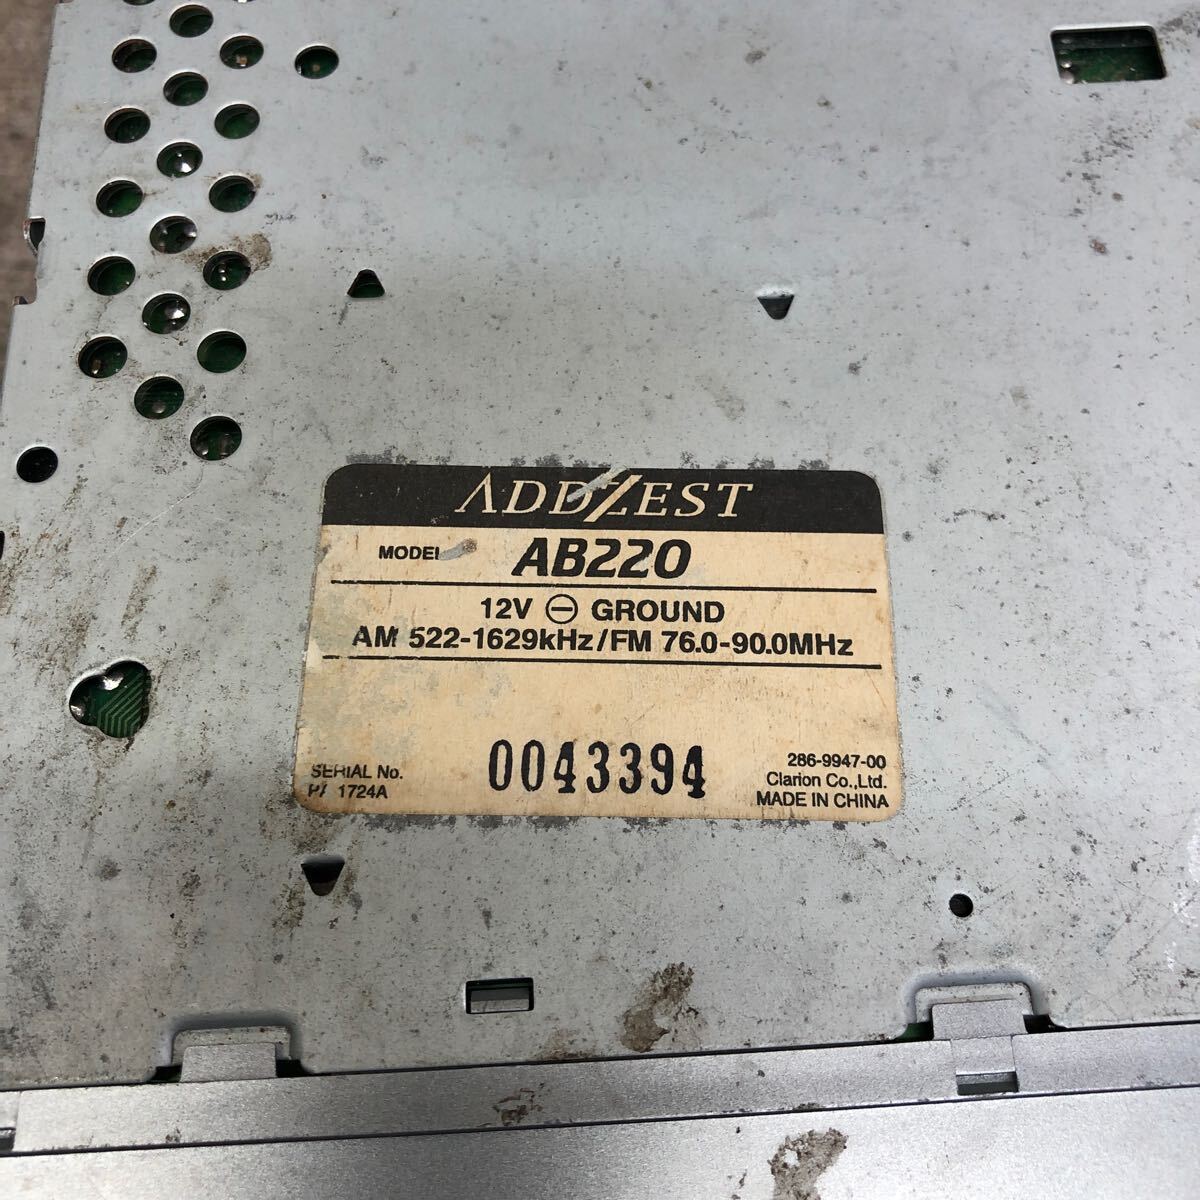 ADDZEST
MODEL AB220
12V ⊖ GROUND
AM 522-1629kHz/FM 76.0-90.0MHz
286-9947-00
SERIAL No. 0043394 Clarion Co.,Ltd.
1724A MADE IN CHINA